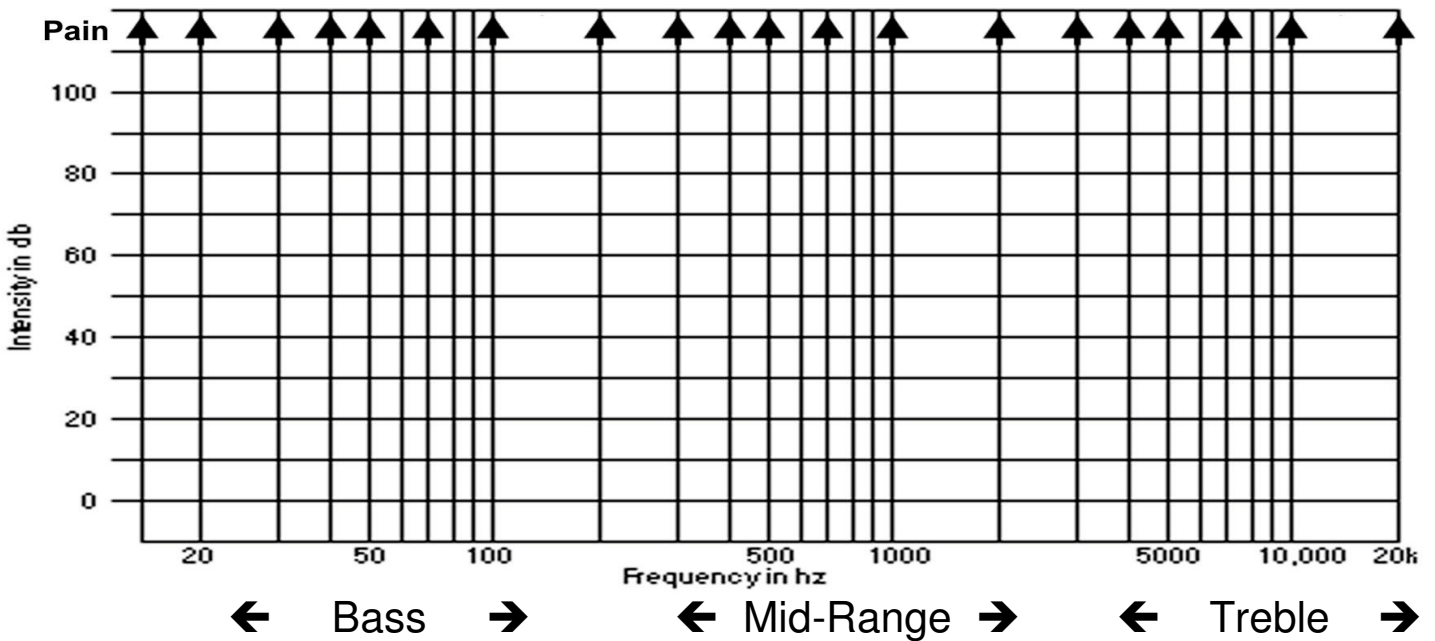 Pain
100
80
60
40
20
0
Intensity in db
20 50 100 500 1000 5000 10,000 20k
Frequency in hz
← Bass → ← Mid-Range → ← Treble →